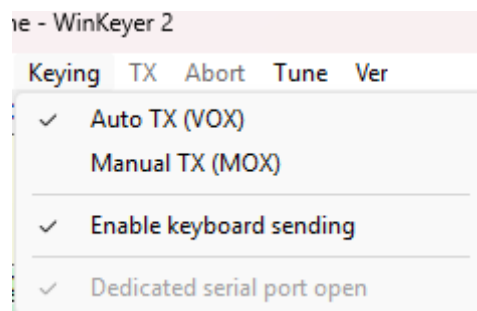 ne - WinKeyer 2
Keying TX Abort Tune Ver
Auto TX (VOX)
Manual TX (MOX)
Enable keyboard sending
Dedicated serial port open